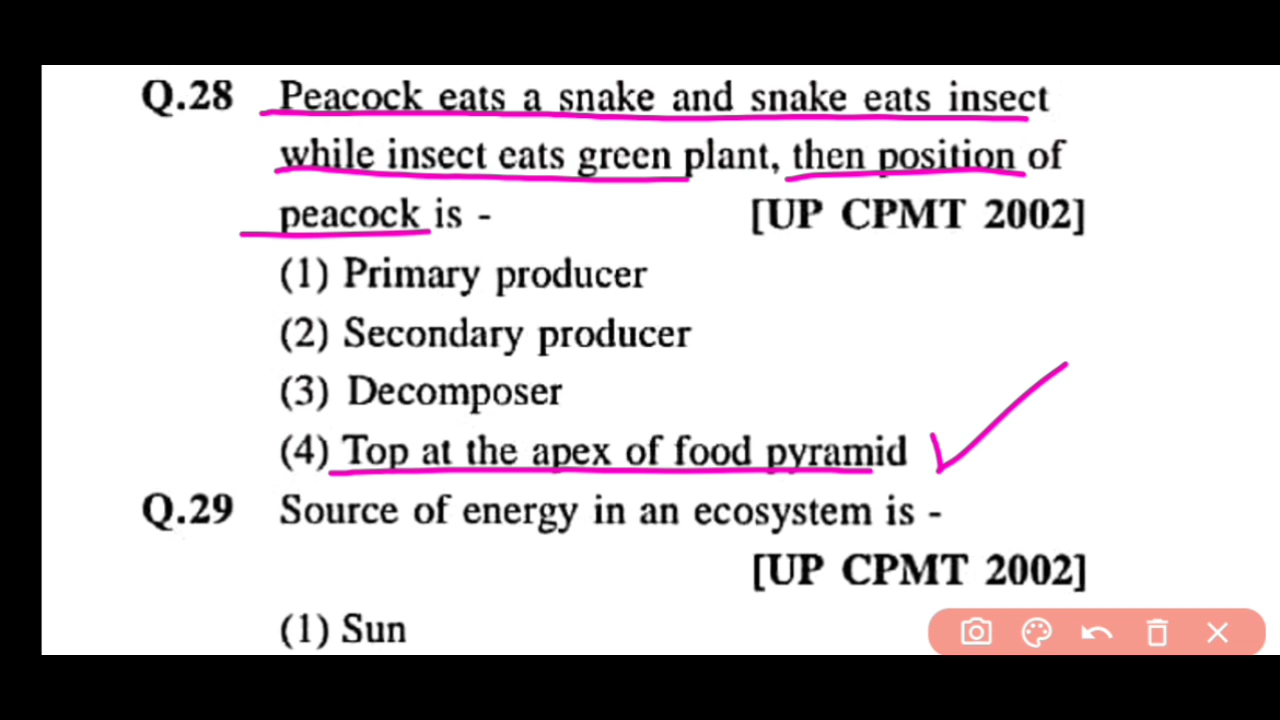 Q.28 Peacock eats a snake and snake eats insect
while insect eats green plant, then position of
peacock is - [UP CPMT 2002]
(1) Primary producer
(2) Secondary producer
(3) Decomposer
(4) Top at the apex of food pyramid
Q.29 Source of energy in an ecosystem is -
[UP CPMT 2002]
(1) Sun